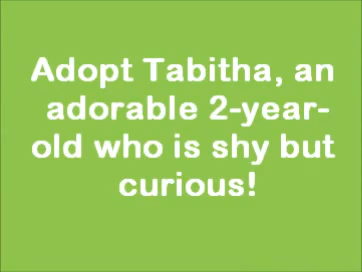 Adopt Tabitha, an
adorable 2-year-
old who is shy but
curious!